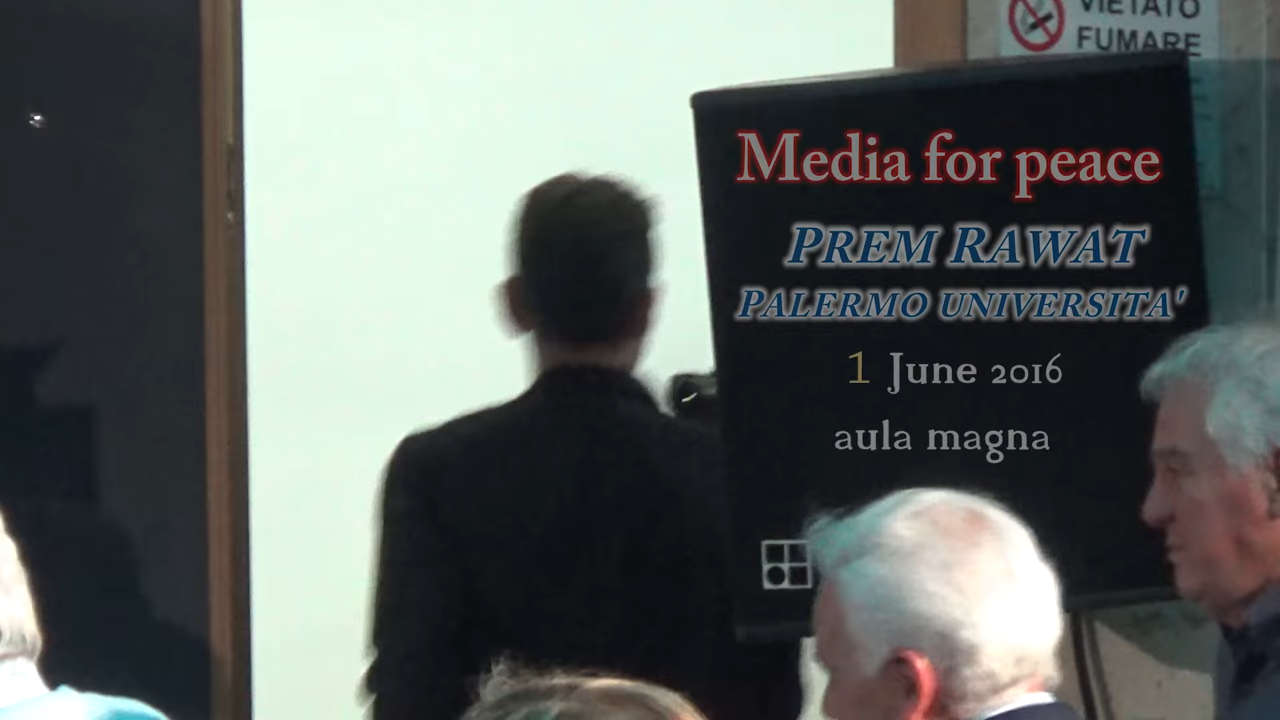 VIETATO
FUMARE
Media for peace
PREM RAWAT
PALERMO UNIVERSITA'
1 June 2016
aula magna